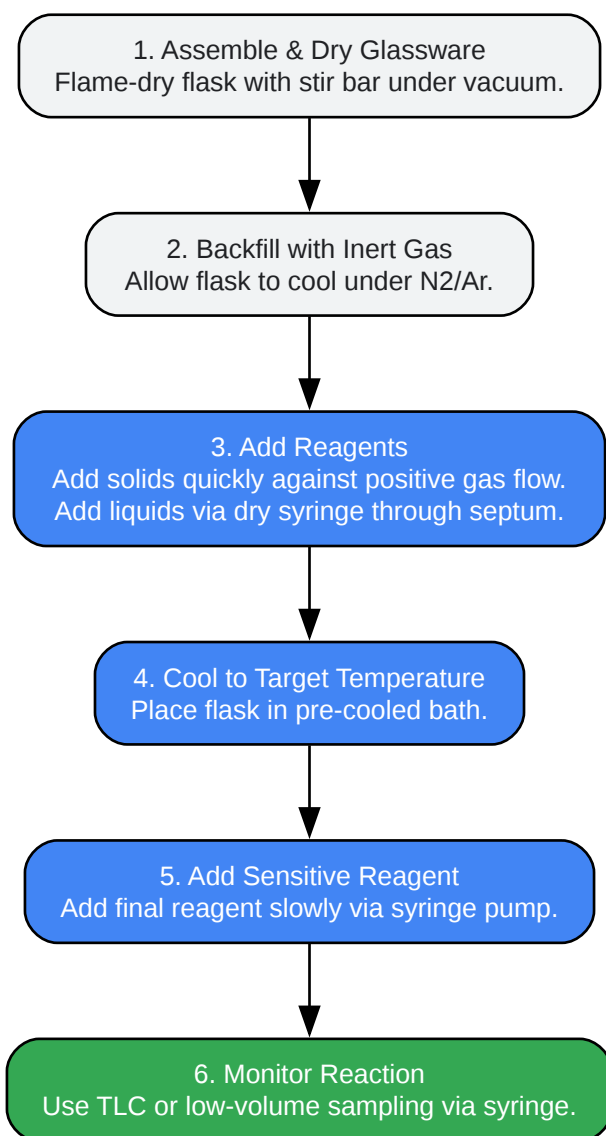 1. Assemble & Dry Glassware
Flame-dry flask with stir bar under vacuum.
2. Backfill with Inert Gas
Allow flask to cool under N2/Ar.
3. Add Reagents
Add solids quickly against positive gas flow.
Add liquids via dry syringe through septum.
4. Cool to Target Temperature
Place flask in pre-cooled bath.
5. Add Sensitive Reagent
Add final reagent slowly via syringe pump.
6. Monitor Reaction
Use TLC or low-volume sampling via syringe.